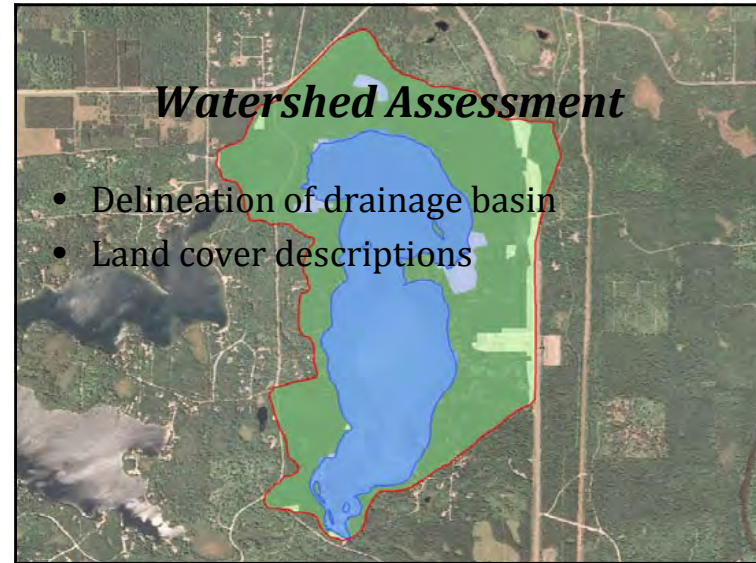 Watershed Assessment
• Delineation of drainage basin
• Land cover descriptions